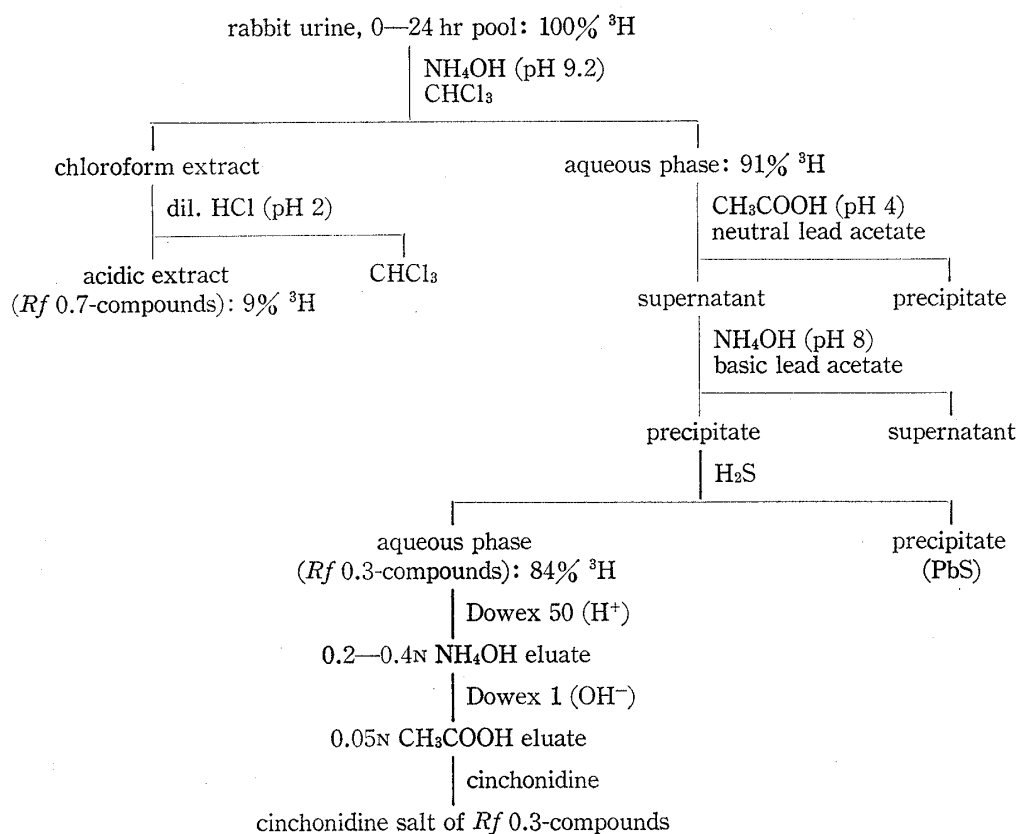 rabbit urine, 0—24 hr pool: 100% ³H
NH₄OH (pH 9.2)
CHCl₃
chloroform extract
aqueous phase: 91% ³H
dil. HCl (pH 2)
CH₃COOH (pH 4)
neutral lead acetate
acidic extract
(Rf 0.7-compounds): 9% ³H
CHCl₃
supernatant
precipitate
NH₄OH (pH 8)
basic lead acetate
precipitate
supernatant
H₂S
aqueous phase
(Rf 0.3-compounds): 84% ³H
precipitate
(PbS)
Dowex 50 (H⁺)
0.2—0.4N NH₄OH eluate
Dowex 1 (OH⁻)
0.05N CH₃COOH eluate
cinchonidine
cinchonidine salt of Rf 0.3-compounds